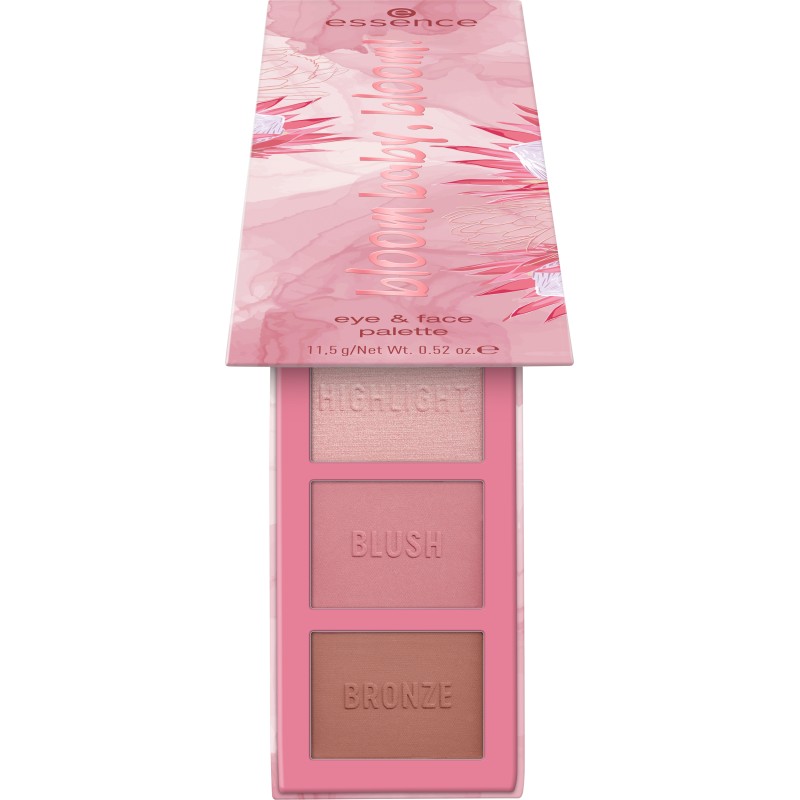 essence
bloom baby, bloom!
eye & face
palette
11,5 g/Net Wt. 0.52 oz.℮
HIGHLIGHT
BLUSH
BRONZE